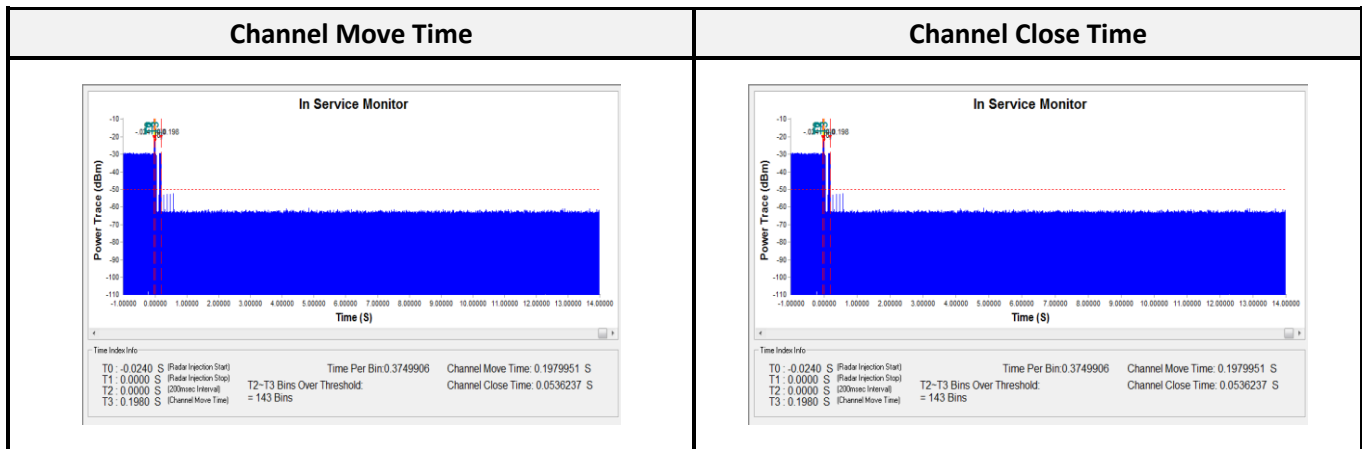 Channel Move Time
Channel Close Time
In Service Monitor
Power Trace (dBm)
-10
-20
-30
-40
-50
-60
-70
-80
-90
-100
-110
-1.00000 0.00000 1.00000 2.00000 3.00000 4.00000 5.00000 6.00000 7.00000 8.00000 9.00000 10.00000 11.00000 12.00000 13.00000 14.00000
Time (S)
Time Index Info
T0 : -0.0240 S (Radar Injection Start)
T1 : 0.0000 S (Radar Injection Stop)
T2 : 0.0000 S (200msec Interval)
T3 : 0.1980 S (Channel Move Time)
Time Per Bin:0.3749906
T2~T3 Bins Over Threshold:
= 143 Bins
Channel Move Time: 0.1979951 S
Channel Close Time: 0.0536237 S
In Service Monitor
Power Trace (dBm)
-10
-20
-30
-40
-50
-60
-70
-80
-90
-100
-110
-1.00000 0.00000 1.00000 2.00000 3.00000 4.00000 5.00000 6.00000 7.00000 8.00000 9.00000 10.00000 11.00000 12.00000 13.00000 14.00000
Time (S)
Time Index Info
T0 : -0.0240 S (Radar Injection Start)
T1 : 0.0000 S (Radar Injection Stop)
T2 : 0.0000 S (200msec Interval)
T3 : 0.1980 S (Channel Move Time)
Time Per Bin:0.3749906
T2~T3 Bins Over Threshold:
= 143 Bins
Channel Move Time: 0.1979951 S
Channel Close Time: 0.0536237 S